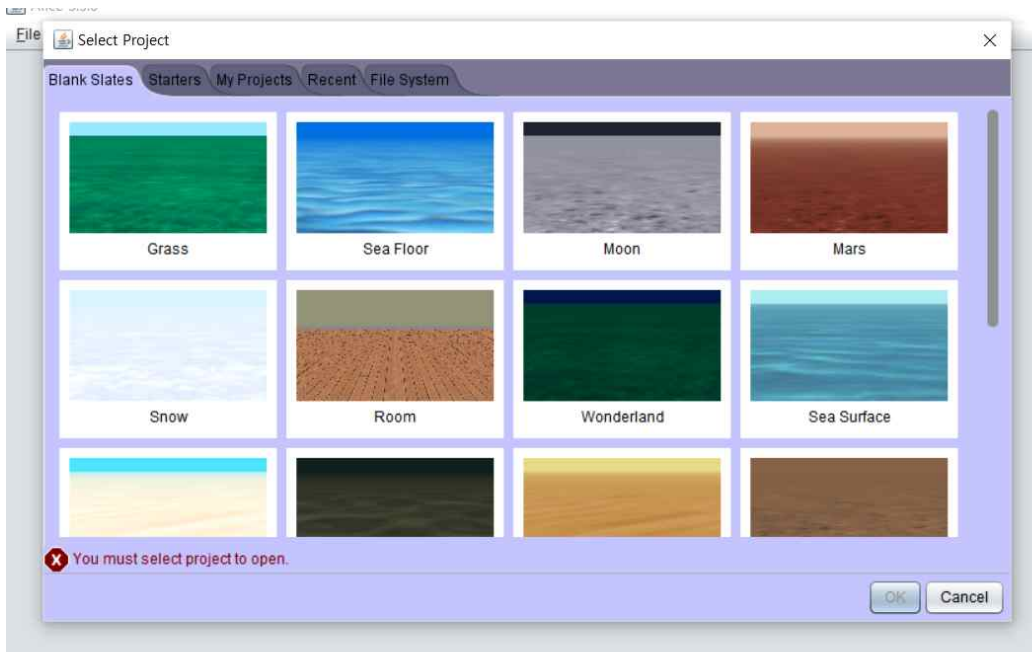 File
Select Project
Blank Slates Starters My Projects Recent File System
Grass Sea Floor Moon Mars
Snow Room Wonderland Sea Surface
You must select project to open.
OK Cancel